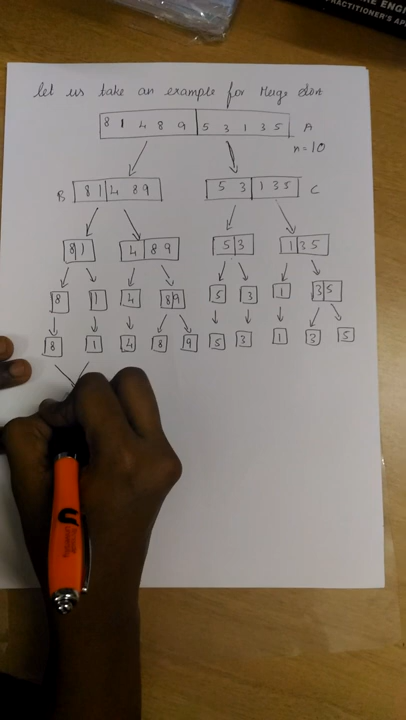 ENGI
PRACTITIONER'S AP
let us take an example for Merge Sort
8 1 4 8 9 5 3 1 3 5 A
n=10
B 8 1 4 8 9 5 3 1 3 5 C
8 1 4 8 9 5 3 1 3 5
8 1 4 8 9 5 3 1 3 5
8 1 4 8 9 5 3 1 3 5
U